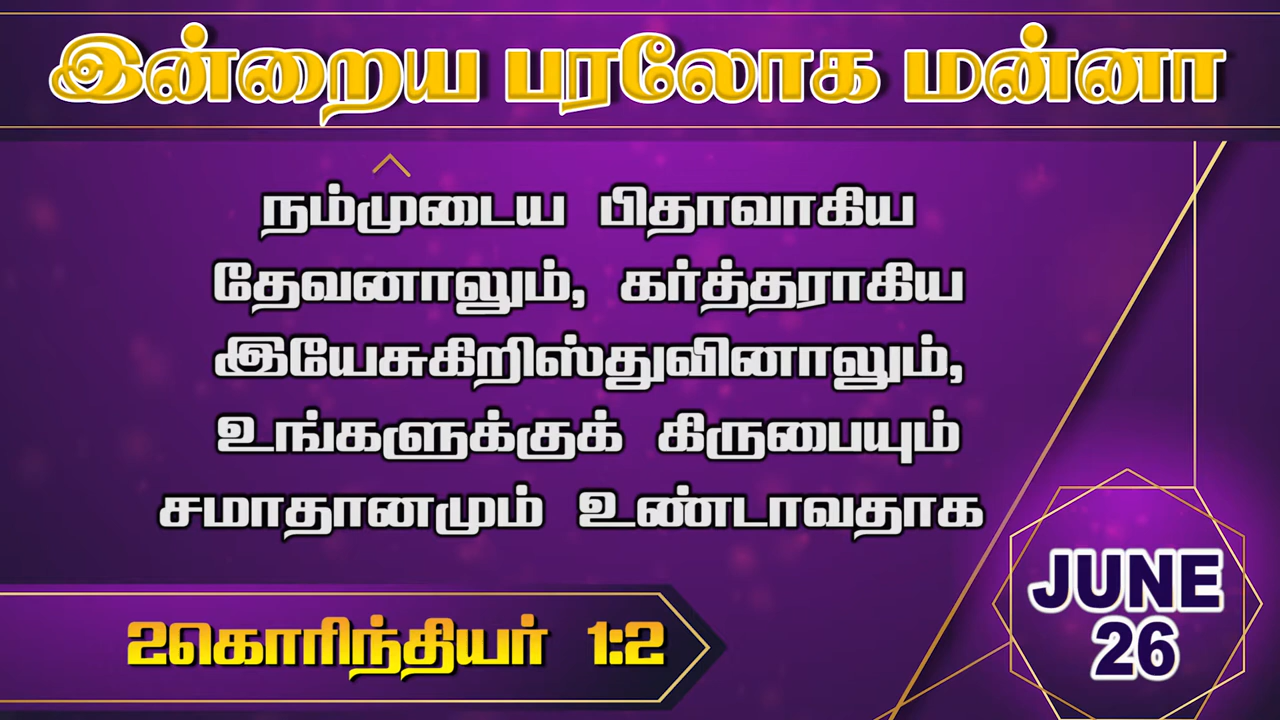 இன்றைய பரலோக மன்னா
நம்முடைய பிதாவாகிய
தேவனாலும், கர்த்தராகிய
இயேசுகிறிஸ்துவினாலும்,
உங்களுக்குக் கிருபையும்
சமாதானமும் உண்டாவதாக
2கொரிந்தியர் 1:2
JUNE
26